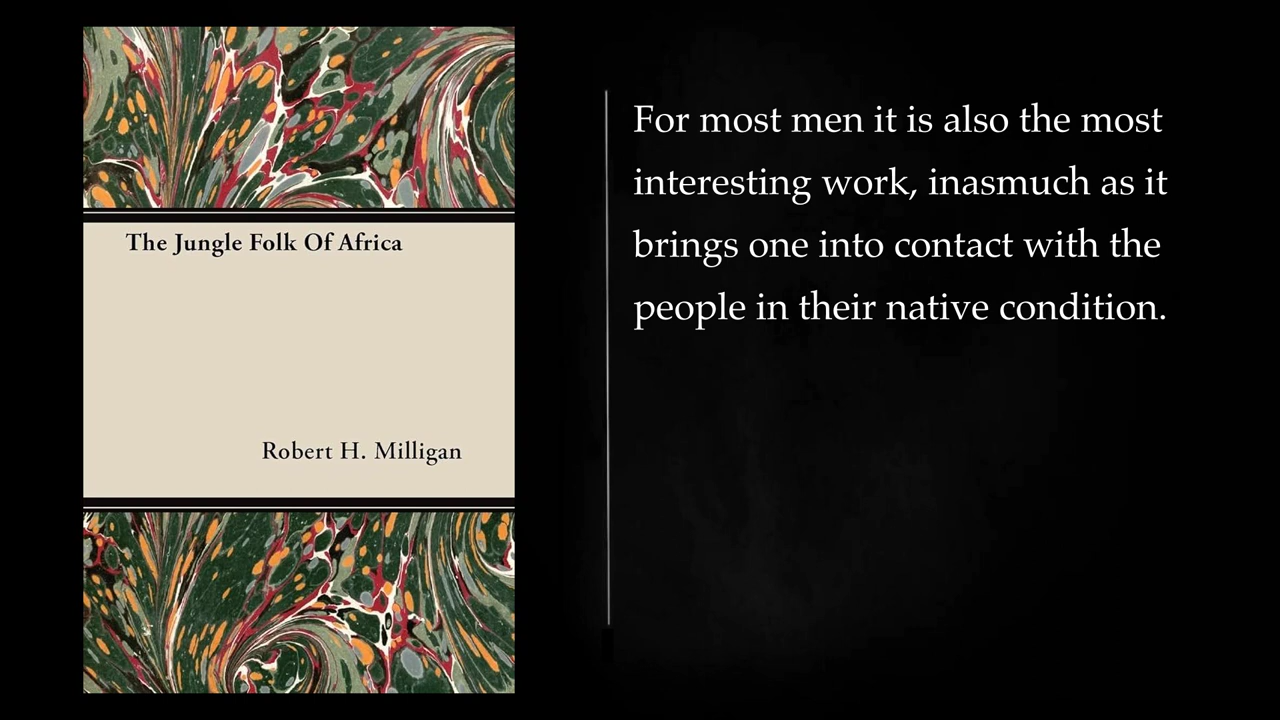 The Jungle Folk Of Africa
Robert H. Milligan
For most men it is also the most
interesting work, inasmuch as it
brings one into contact with the
people in their native condition.